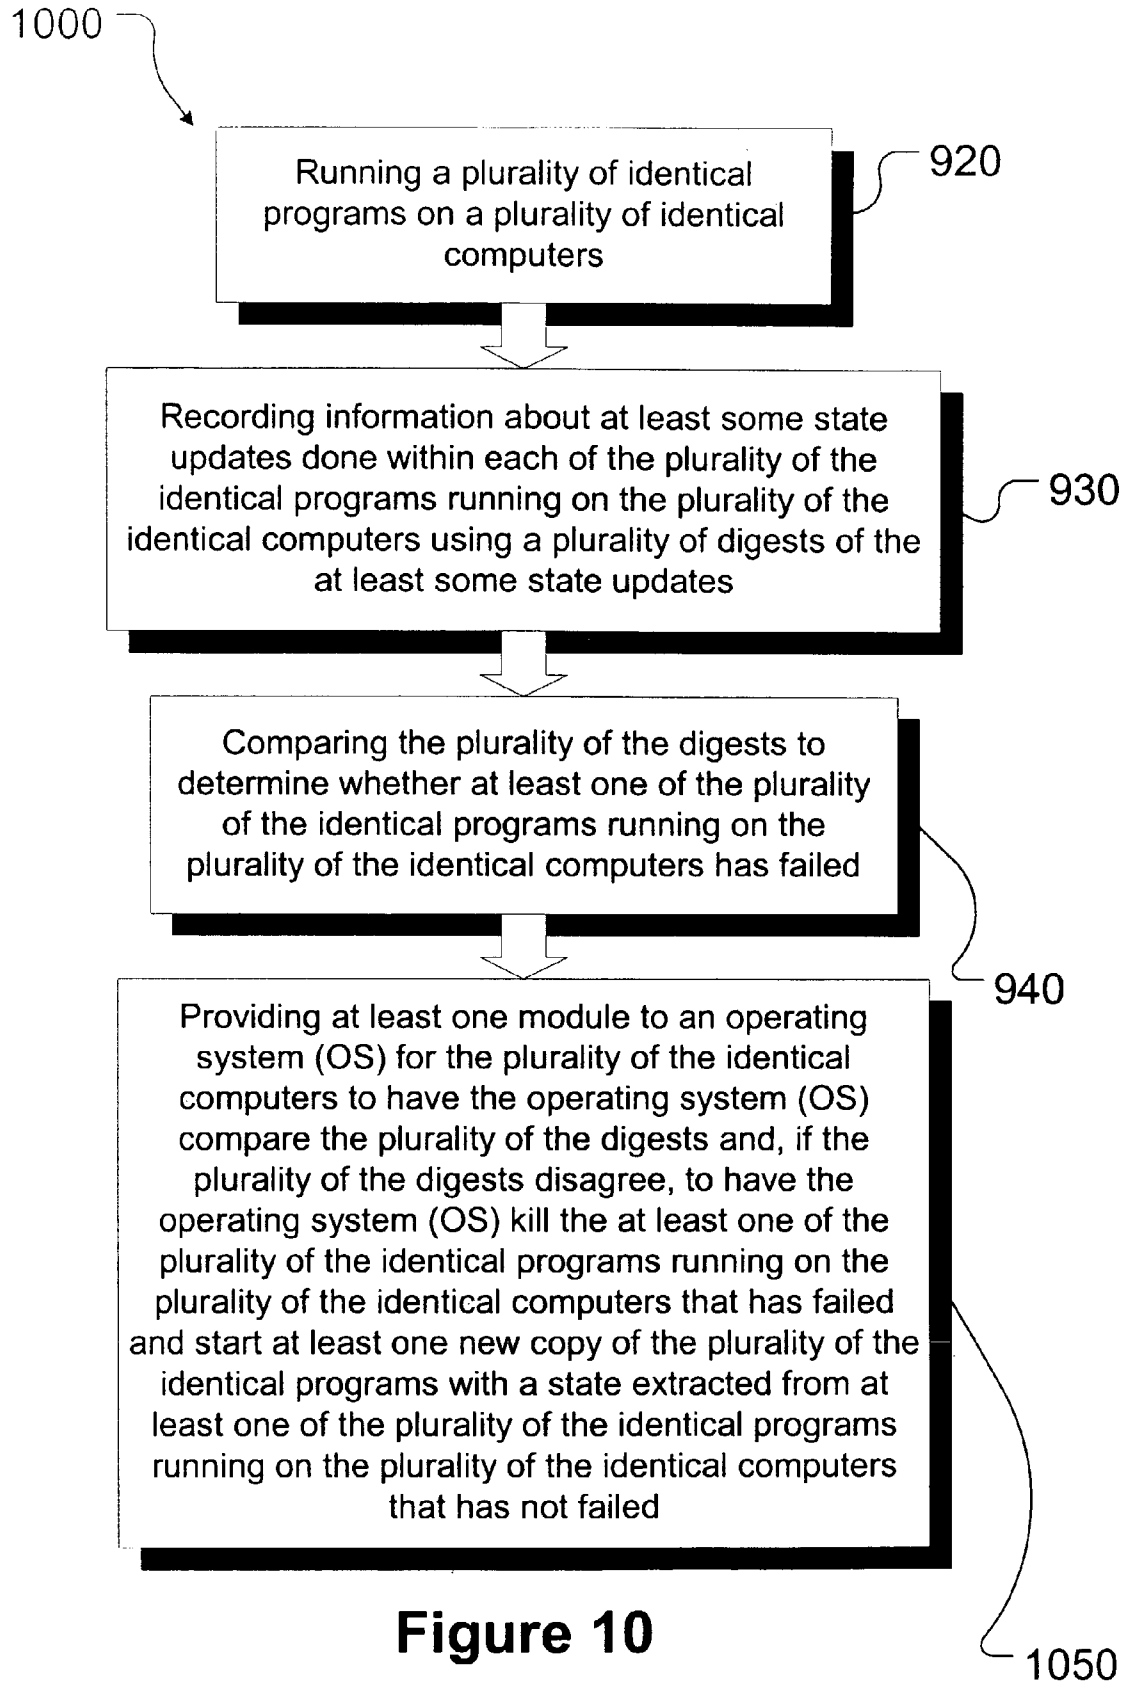 1000
Running a plurality of identical
programs on a plurality of identical
computers
920
Recording information about at least some state
updates done within each of the plurality of the
identical programs running on the plurality of the
identical computers using a plurality of digests of the
at least some state updates
930
Comparing the plurality of the digests to
determine whether at least one of the plurality
of the identical programs running on the
plurality of the identical computers has failed
940
Providing at least one module to an operating
system (OS) for the plurality of the identical
computers to have the operating system (OS)
compare the plurality of the digests and, if the
plurality of the digests disagree, to have the
operating system (OS) kill the at least one of the
plurality of the identical programs running on the
plurality of the identical computers that has failed
and start at least one new copy of the plurality of the
identical programs with a state extracted from at
least one of the plurality of the identical programs
running on the plurality of the identical computers
that has not failed
1050
Figure 10